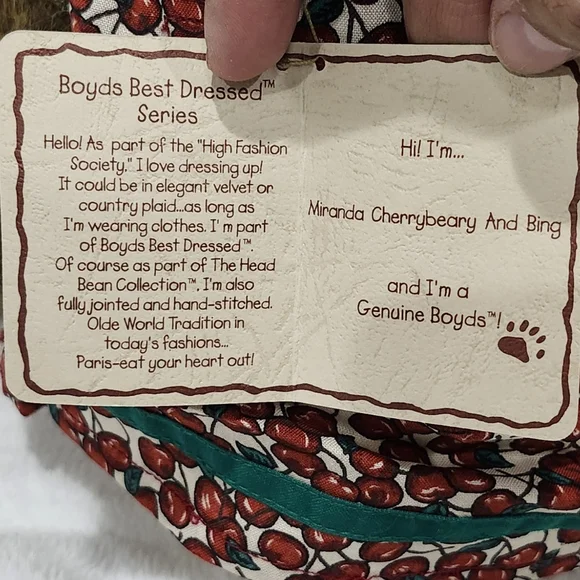 Boyds Best Dressed™
Series
Hello! As part of the "High Fashion
Society," I love dressing up!
It could be in elegant velvet or
country plaid...as long as
I'm wearing clothes. I'm part
of Boyds Best Dressed™.
Of course as part of The Head
Bean Collection™, I'm also
fully jointed and hand-stitched.
Olde World Tradition in
today's fashions...
Paris-eat your heart out!
Hi! I'm...
Miranda Cherrybeary And Bing
and I'm a
Genuine Boyds™!